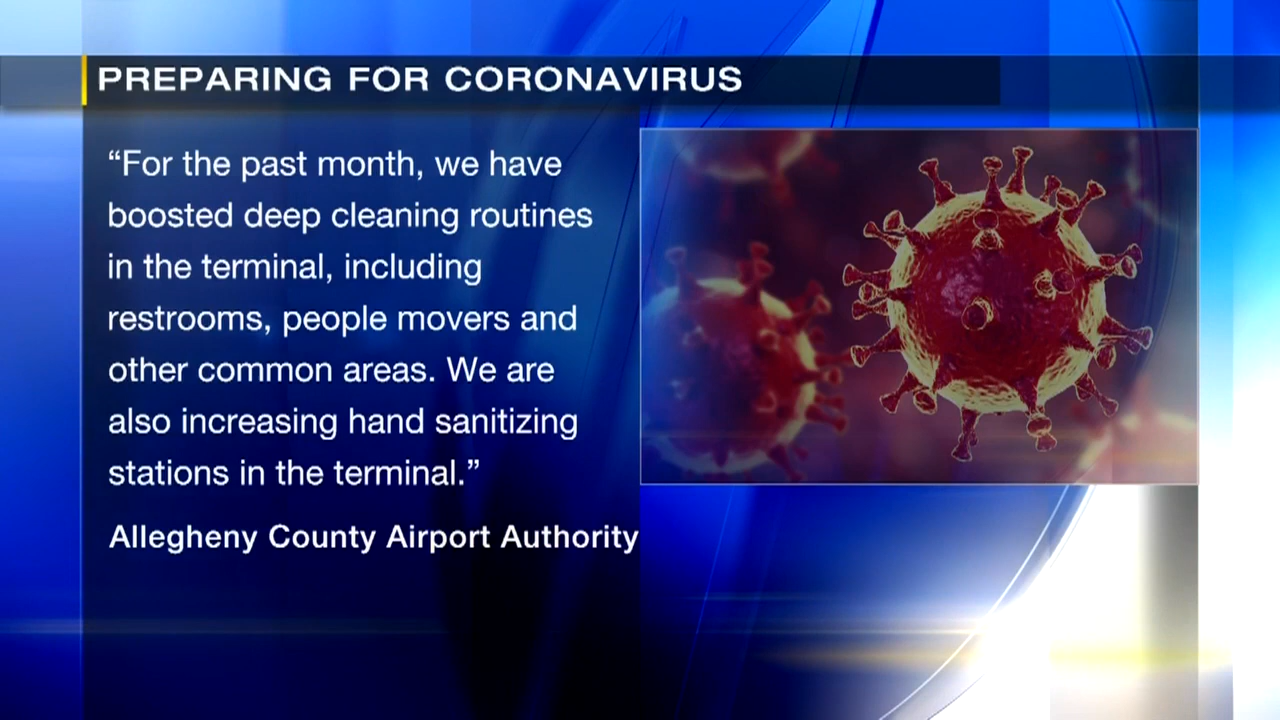 PREPARING FOR CORONAVIRUS
“For the past month, we have
boosted deep cleaning routines
in the terminal, including
restrooms, people movers and
other common areas. We are
also increasing hand sanitizing
stations in the terminal.”
Allegheny County Airport Authority